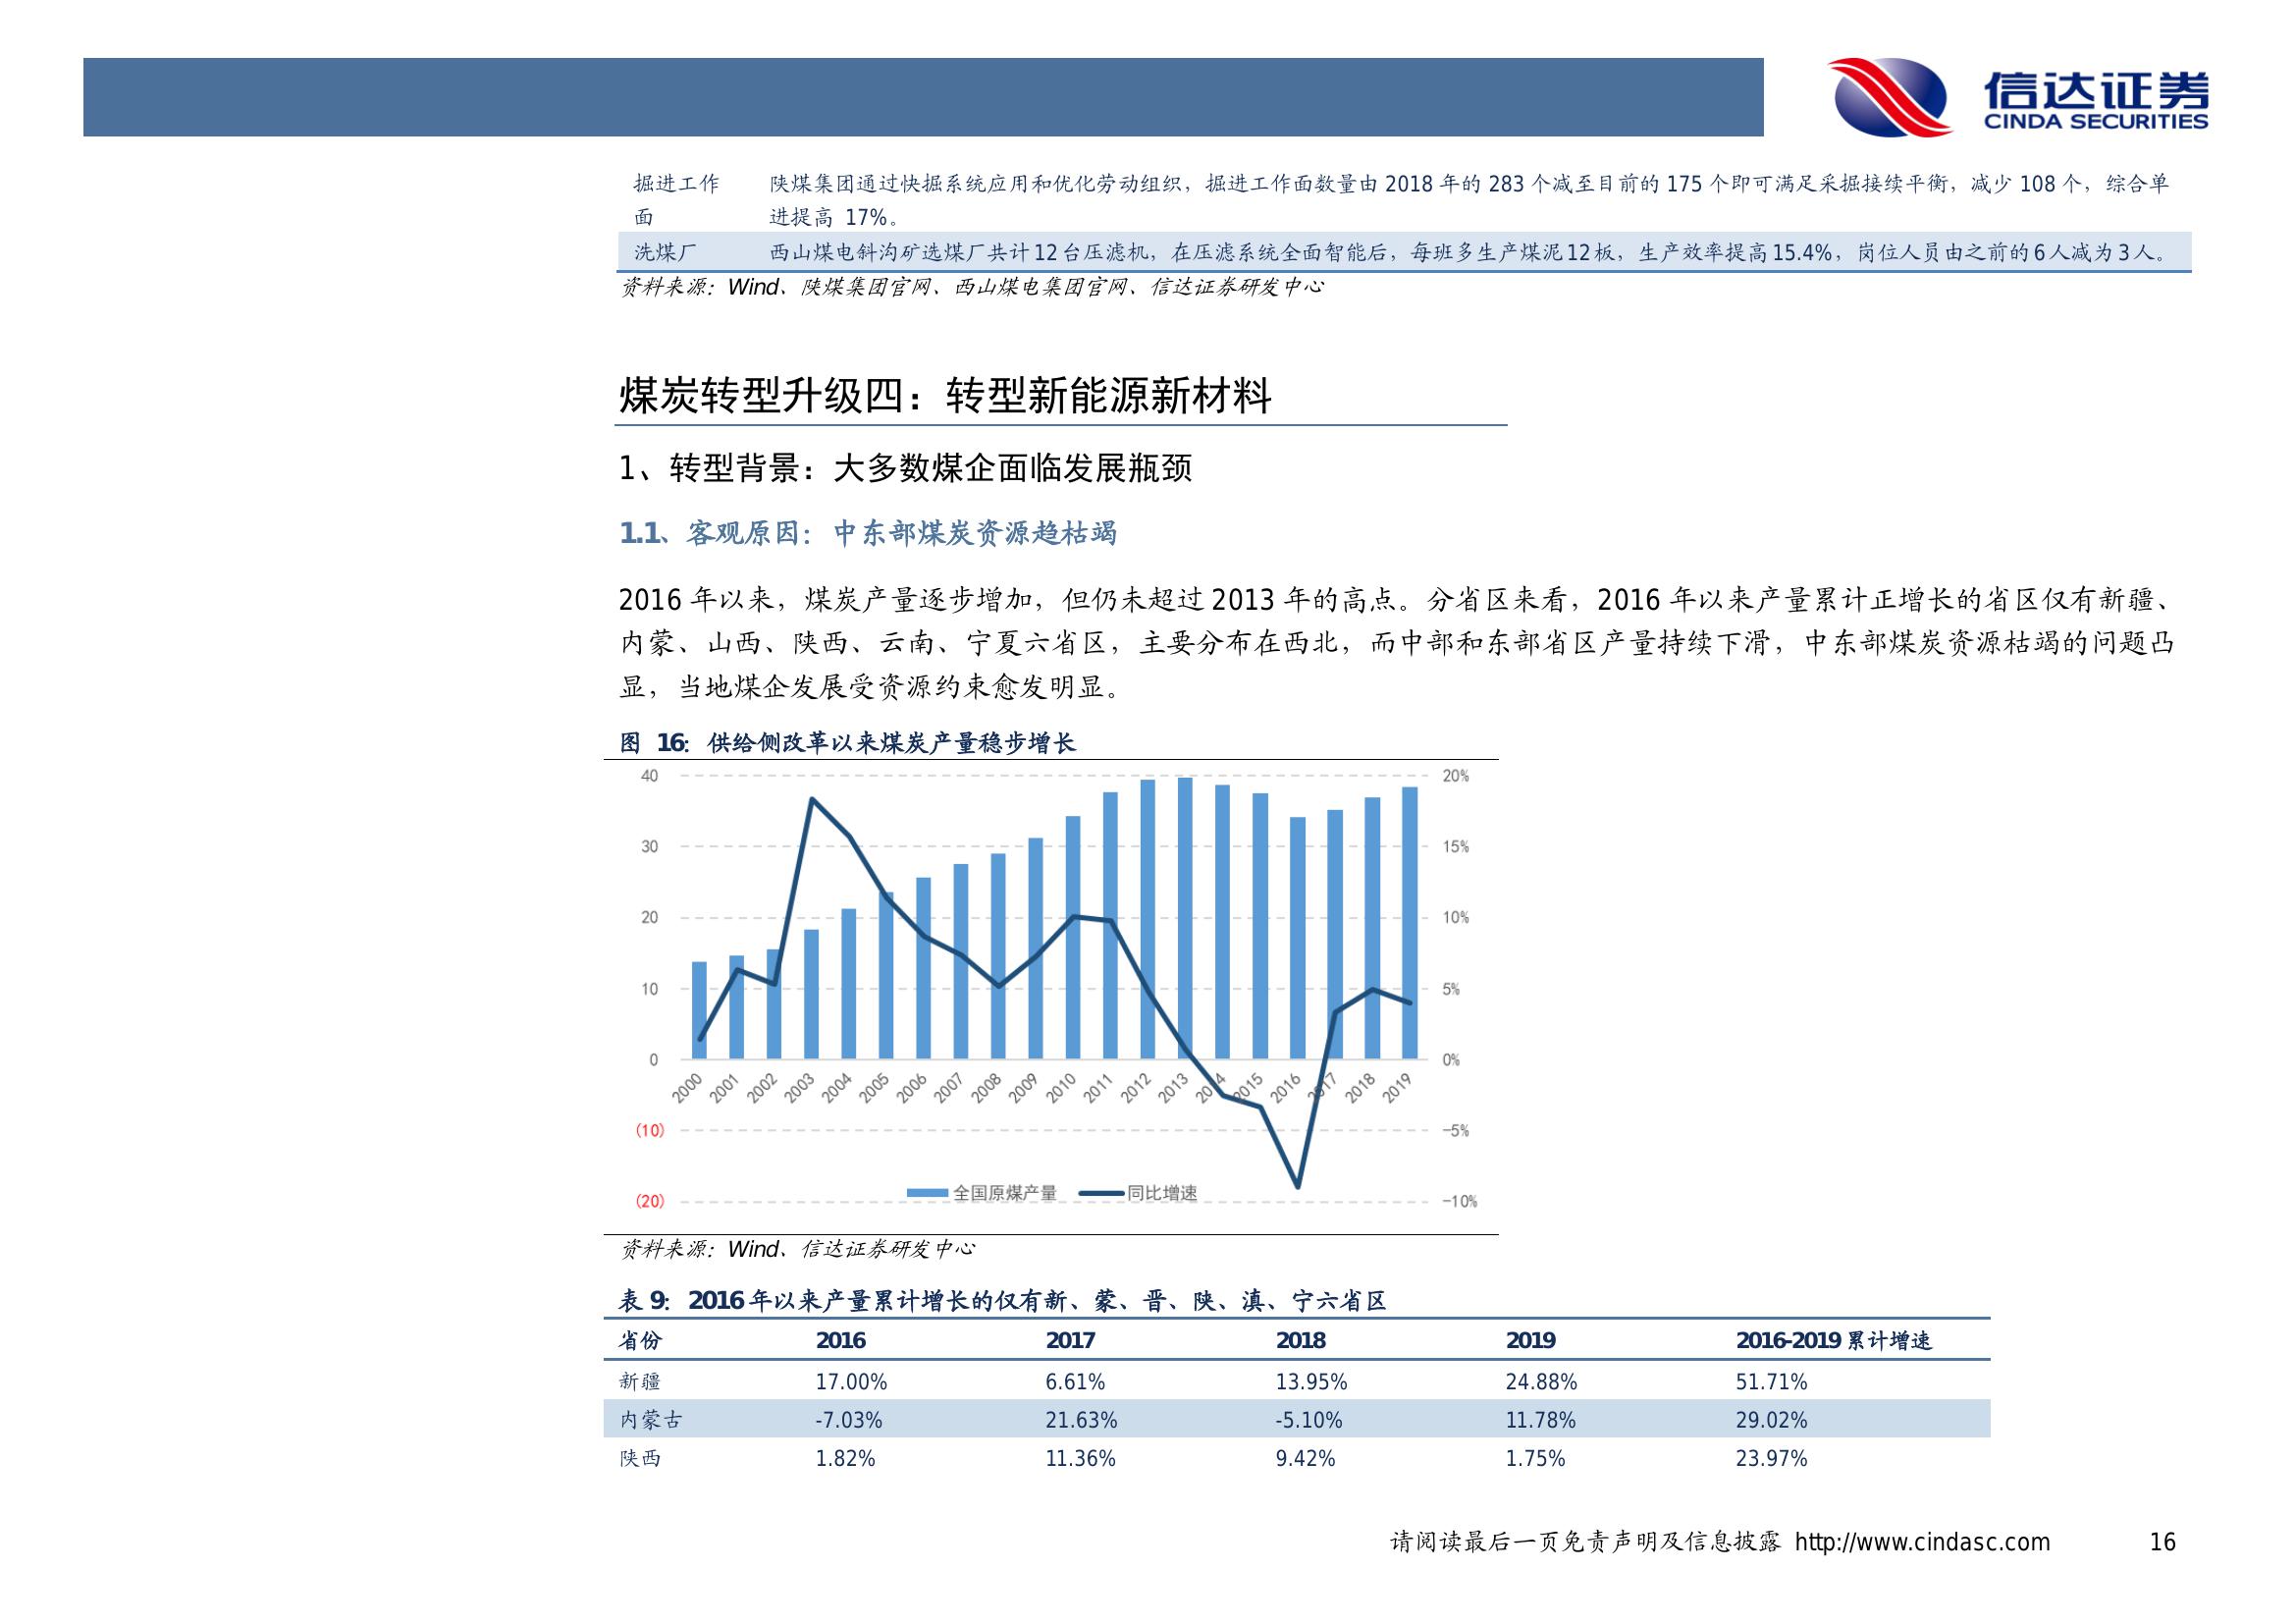 信达证券
CINDA SECURITIES
掘进工作 陕煤集团通过快掘系统应用和优化劳动组织，掘进工作面数量由 2018 年的 283 个减至目前的 175 个即可满足采掘接续平衡，减少 108 个，综合单
面 进提高 17%。
洗煤厂 西山煤电斜沟矿选煤厂共计 12 台压滤机，在压滤系统全面智能后，每班多生产煤泥 12 板，生产效率提高 15.4%，岗位人员由之前的 6 人减为 3 人。
资料来源：Wind、陕煤集团官网、西山煤电集团官网、信达证券研发中心
煤炭转型升级四：转型新能源新材料
1、转型背景：大多数煤企面临发展瓶颈
1.1、客观原因：中东部煤炭资源趋枯竭
2016 年以来，煤炭产量逐步增加，但仍未超过 2013 年的高点。分省区来看，2016 年以来产量累计正增长的省区仅有新疆、
内蒙、山西、陕西、云南、宁夏六省区，主要分布在西北，而中部和东部省区产量持续下滑，中东部煤炭资源枯竭的问题凸
显，当地煤企发展受资源约束愈发明显。
图 16：供给侧改革以来煤炭产量稳步增长
40 20%
30 15%
20 10%
10 5%
0 0%
2000 2001 2002 2003 2004 2005 2006 2007 2008 2009 2010 2011 2012 2013 2014 2015 2016 2017 2018 2019
(10) -5%
全国原煤产量 同比增速
(20) -10%
资料来源：Wind、信达证券研发中心
表 9： 2016 年以来产量累计增长的仅有新、蒙、晋、陕、滇、宁六省区
省份 2016 2017 2018 2019 2016-2019 累计增速
新疆 17.00% 6.61% 13.95% 24.88% 51.71%
内蒙古 -7.03% 21.63% -5.10% 11.78% 29.02%
陕西 1.82% 11.36% 9.42% 1.75% 23.97%
请阅读最后一页免责声明及信息披露 http://www.cindasc.com 16